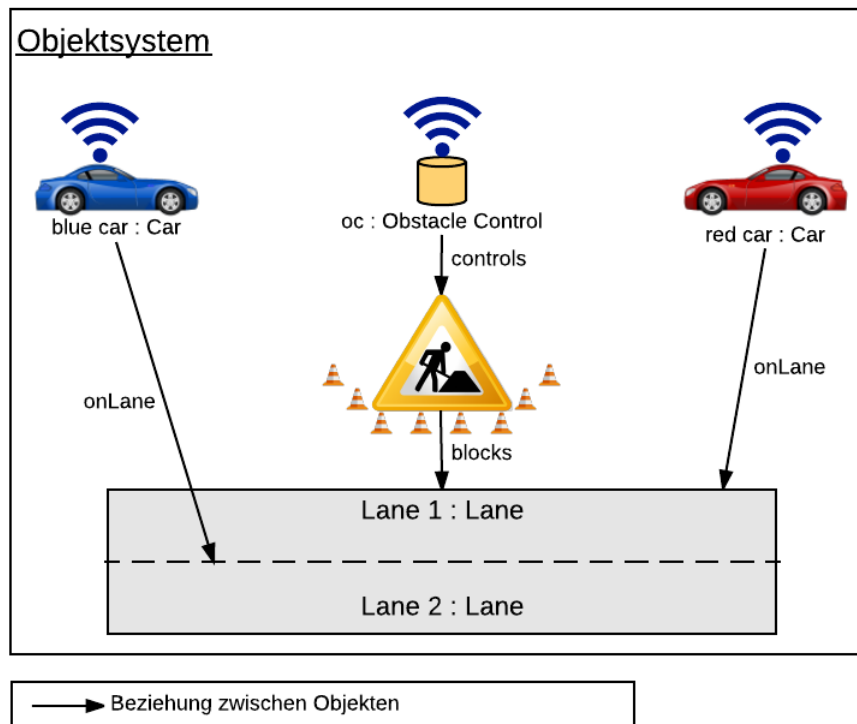 Objektsystem
blue car : Car
oc : Obstacle Control
red car : Car
controls
onLane
onLane
blocks
Lane 1 : Lane
Lane 2 : Lane
Beziehung zwischen Objekten